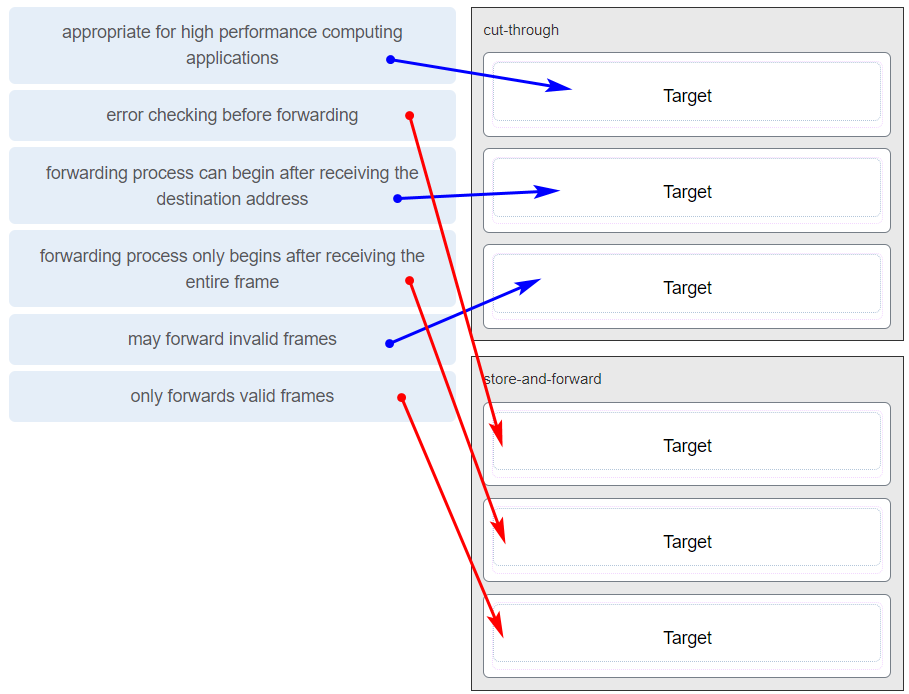 appropriate for high performance computing
applications
error checking before forwarding
forwarding process can begin after receiving the
destination address
forwarding process only begins after receiving the
entire frame
may forward invalid frames
only forwards valid frames
cut-through
Target
Target
Target
store-and-forward
Target
Target
Target